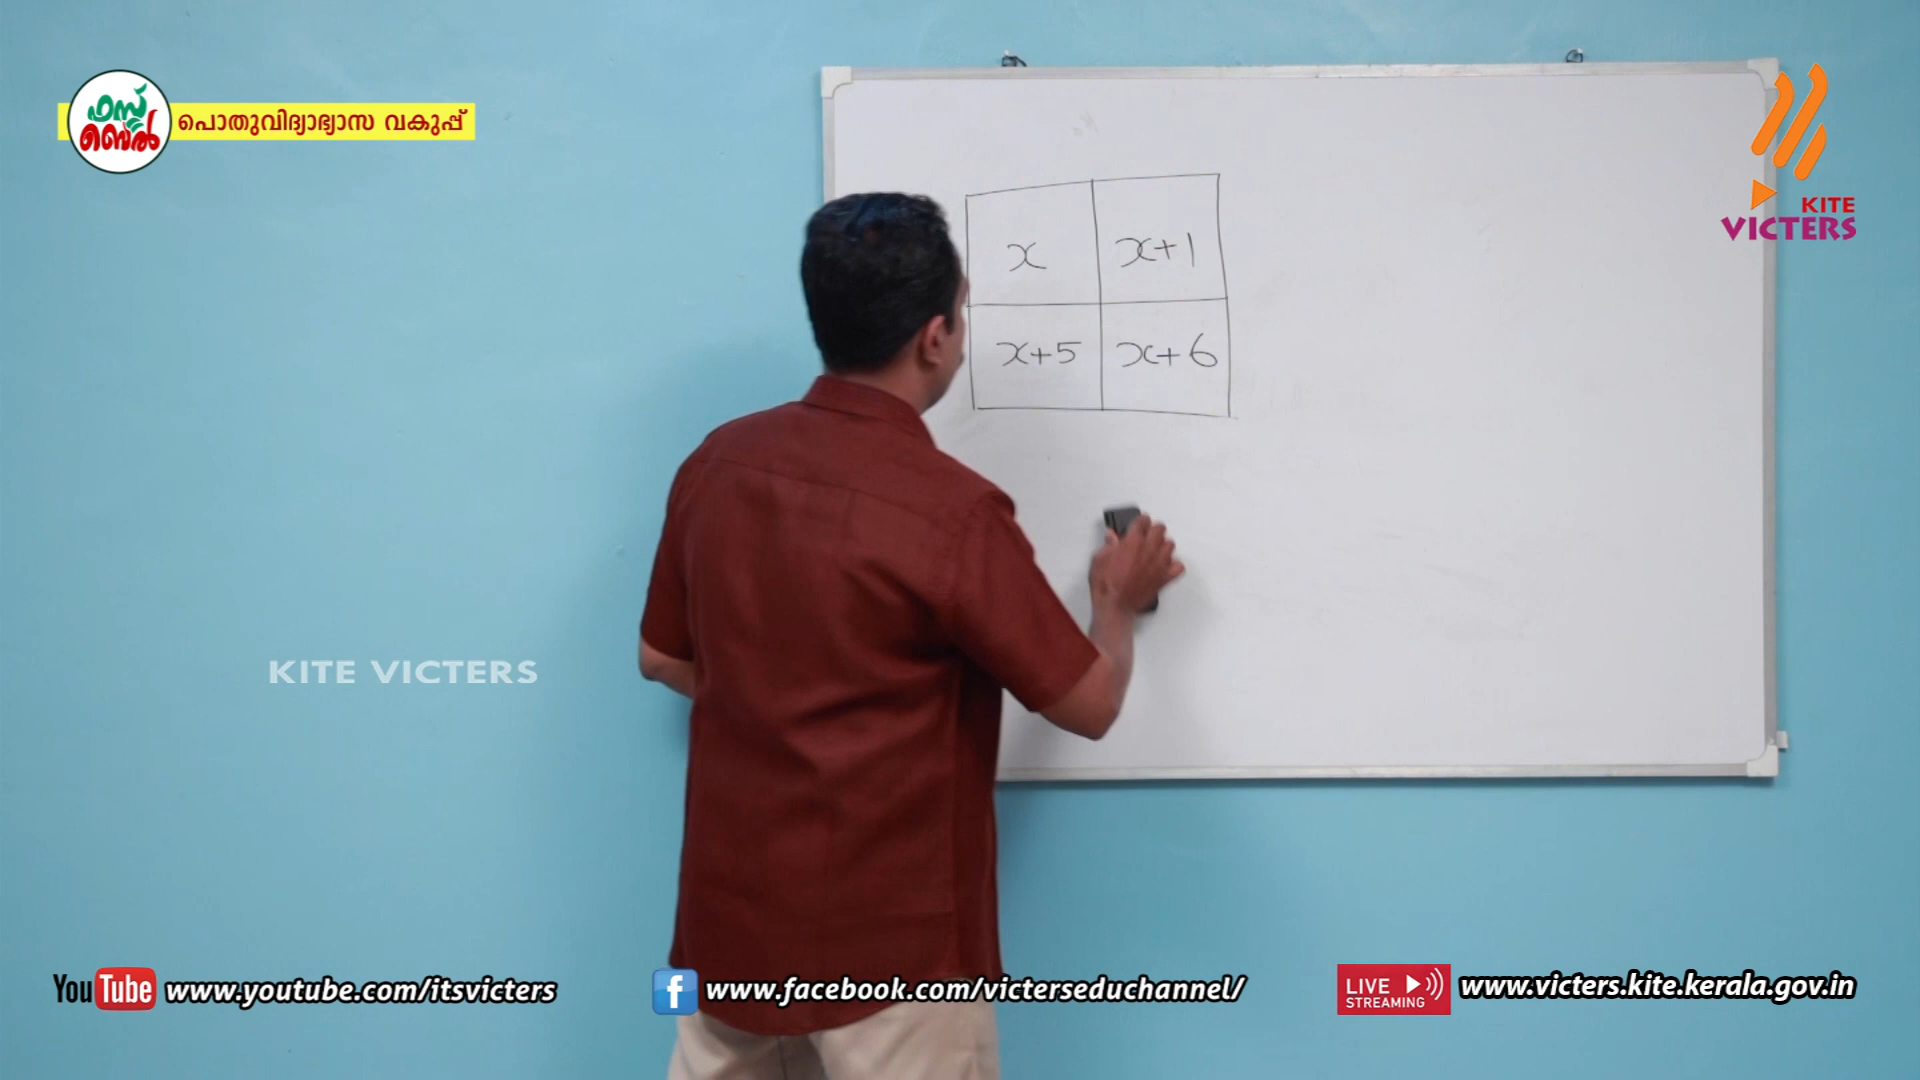 ഫസ്റ്റ് ബെൽ
പൊതുവിദ്യാഭ്യാസ വകുപ്പ്
KITE
VICTERS
x x+1
x+5 x+6
KITE VICTERS
YouTube www.youtube.com/itsvicters
f www.facebook.com/victerseduchannel/
LIVE STREAMING www.victers.kite.kerala.gov.in